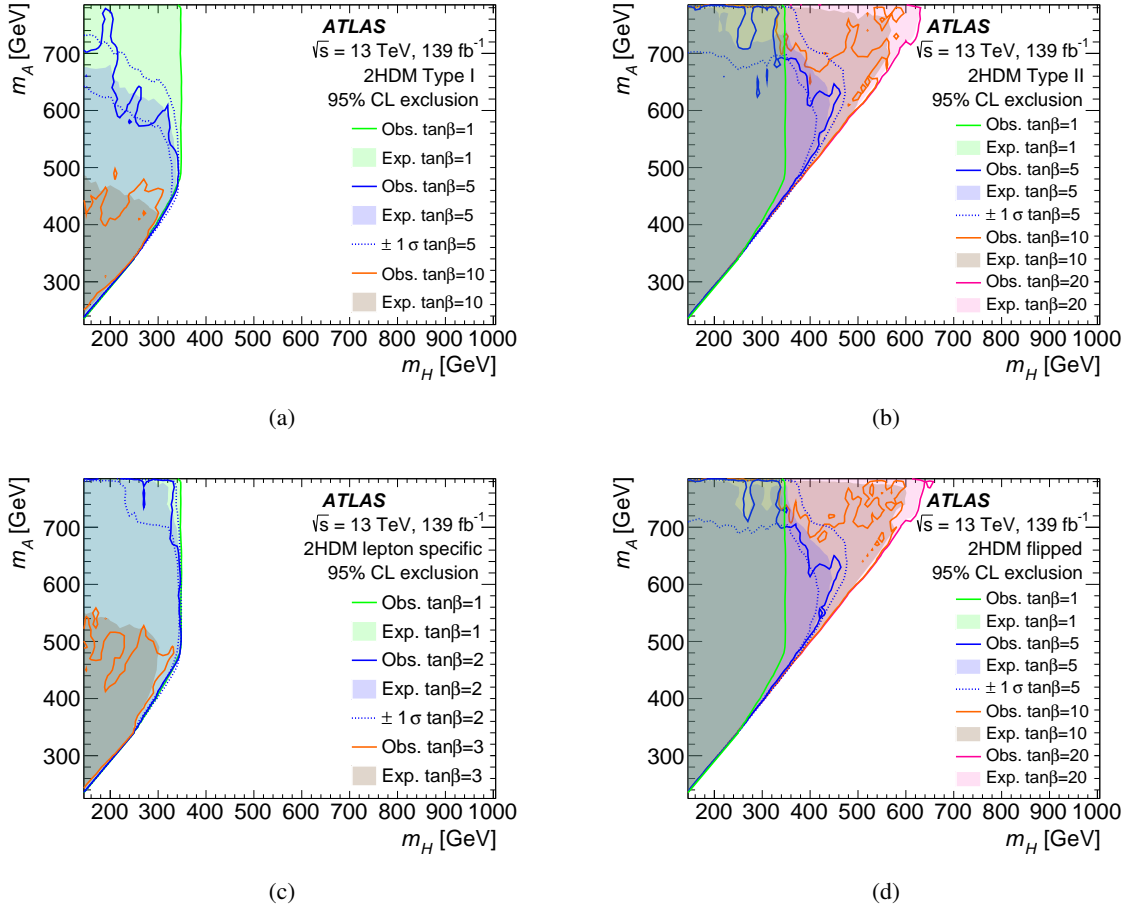 ATLAS
√s = 13 TeV, 139 fb⁻¹
2HDM Type I
95% CL exclusion
Obs. tanβ=1
Exp. tanβ=1
Obs. tanβ=5
Exp. tanβ=5
± 1 σ tanβ=5
Obs. tanβ=10
Exp. tanβ=10
m_A [GeV]
700
600
500
400
300
200 300 400 500 600 700 800 900 1000
m_H [GeV]
(a)
ATLAS
√s = 13 TeV, 139 fb⁻¹
2HDM Type II
95% CL exclusion
Obs. tanβ=1
Exp. tanβ=1
Obs. tanβ=5
Exp. tanβ=5
± 1 σ tanβ=5
Obs. tanβ=10
Exp. tanβ=10
Obs. tanβ=20
Exp. tanβ=20
m_A [GeV]
700
600
500
400
300
200 300 400 500 600 700 800 900 1000
m_H [GeV]
(b)
ATLAS
√s = 13 TeV, 139 fb⁻¹
2HDM lepton specific
95% CL exclusion
Obs. tanβ=1
Exp. tanβ=1
Obs. tanβ=2
Exp. tanβ=2
± 1 σ tanβ=2
Obs. tanβ=3
Exp. tanβ=3
m_A [GeV]
700
600
500
400
300
200 300 400 500 600 700 800 900 1000
m_H [GeV]
(c)
ATLAS
√s = 13 TeV, 139 fb⁻¹
2HDM flipped
95% CL exclusion
Obs. tanβ=1
Exp. tanβ=1
Obs. tanβ=5
Exp. tanβ=5
± 1 σ tanβ=5
Obs. tanβ=10
Exp. tanβ=10
Obs. tanβ=20
Exp. tanβ=20
m_A [GeV]
700
600
500
400
300
200 300 400 500 600 700 800 900 1000
m_H [GeV]
(d)